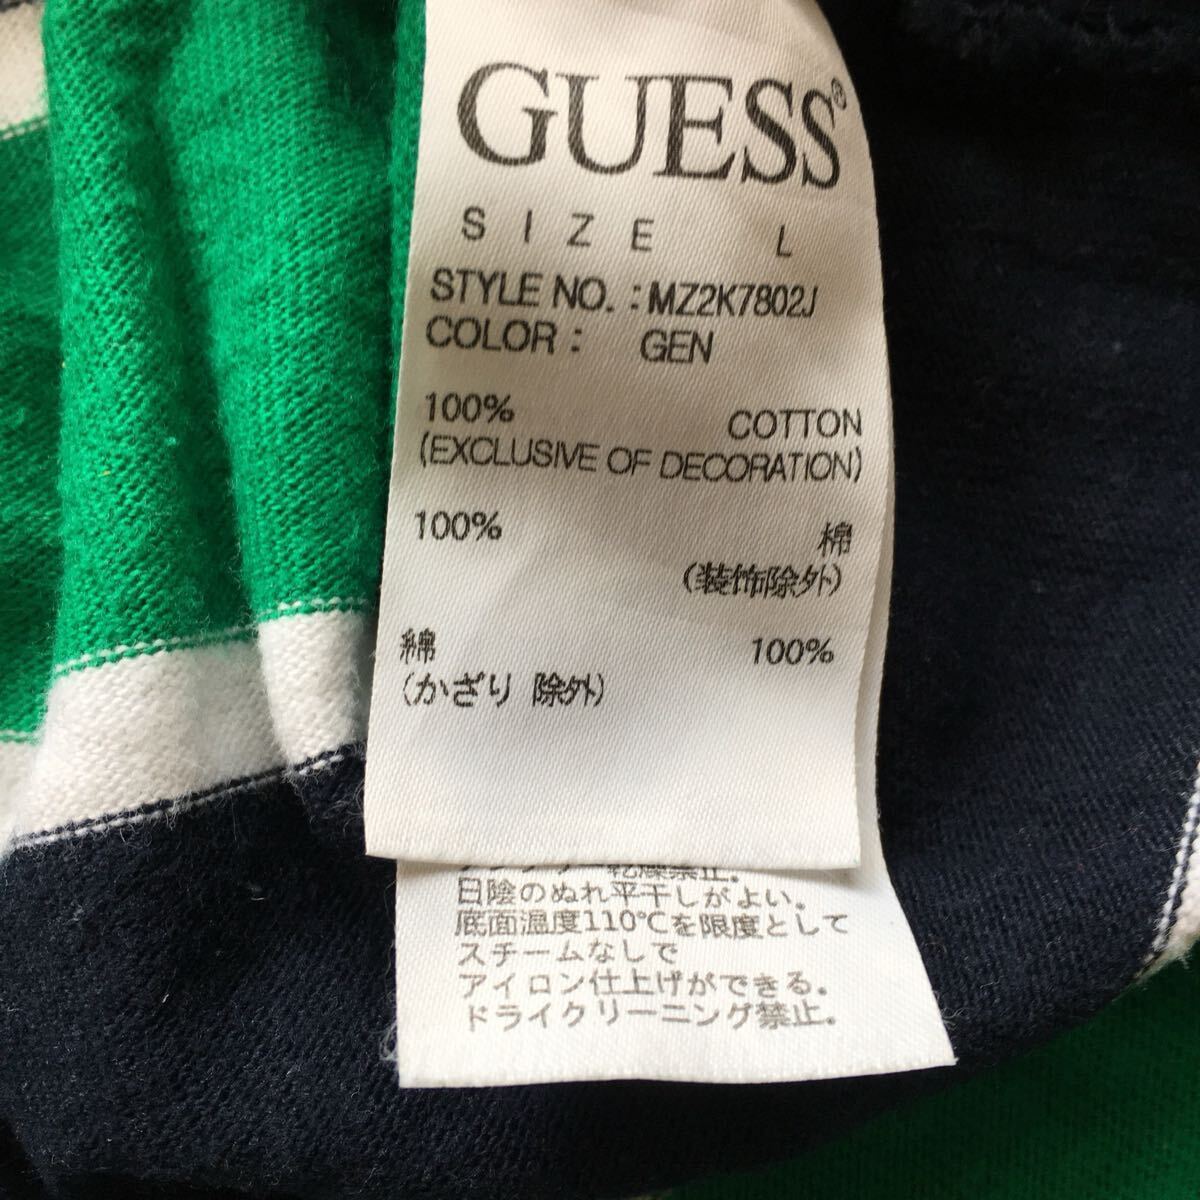 GUESS®
SIZE L
STYLE NO. : MZ2K7802J
COLOR : GEN
100% COTTON
(EXCLUSIVE OF DECORATION)
100% 棉
(装饰除外)
綿 100%
(かざり 除外)
乾燥禁止.
日陰のぬれ平干しがよい.
底面温度110℃を限度として
スチームなしで
アイロン仕上げができる.
ドライクリーニング禁止.